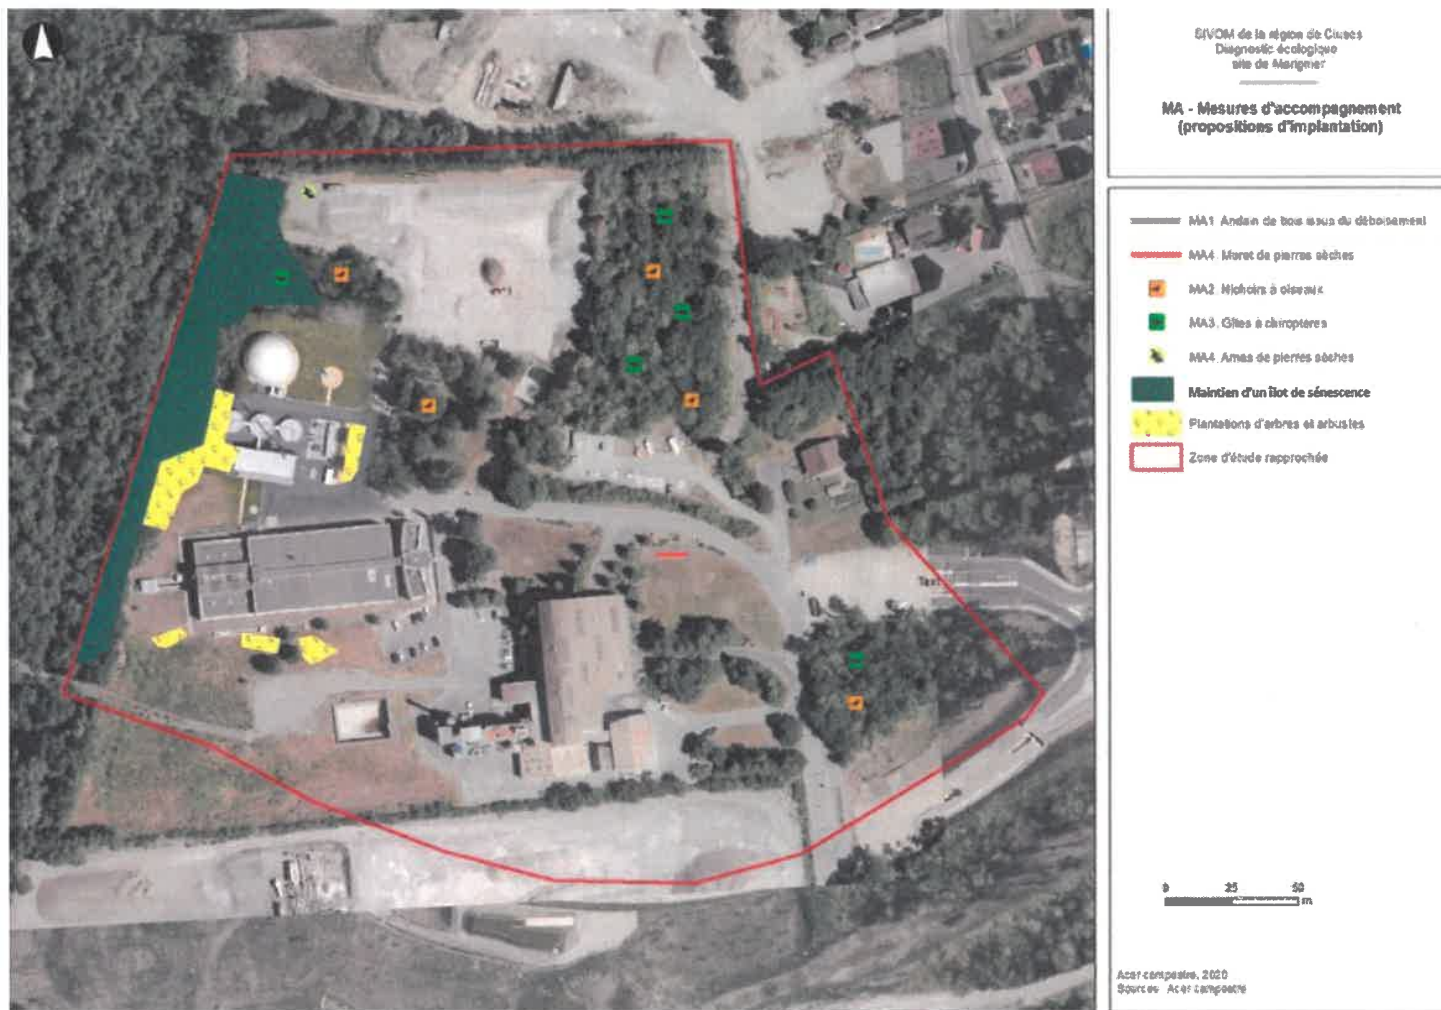 SIVOM de la région de Cluses
Diagnostic écologique
site de Marignier
MA - Mesures d'accompagnement
(propositions d'implantation)
MA1. Andain de bois issus du déboisement
MA4. Muret de pierres sèches
MA2. Nichoirs à oiseaux
MA3. Gîtes à chiroptères
MA4. Amas de pierres sèches
Maintien d'un îlot de sénescence
Plantations d'arbres et arbustes
Zone d'étude rapprochée
Text
0 25 50
m
Acer campestre, 2020
Sources : Acer campestre